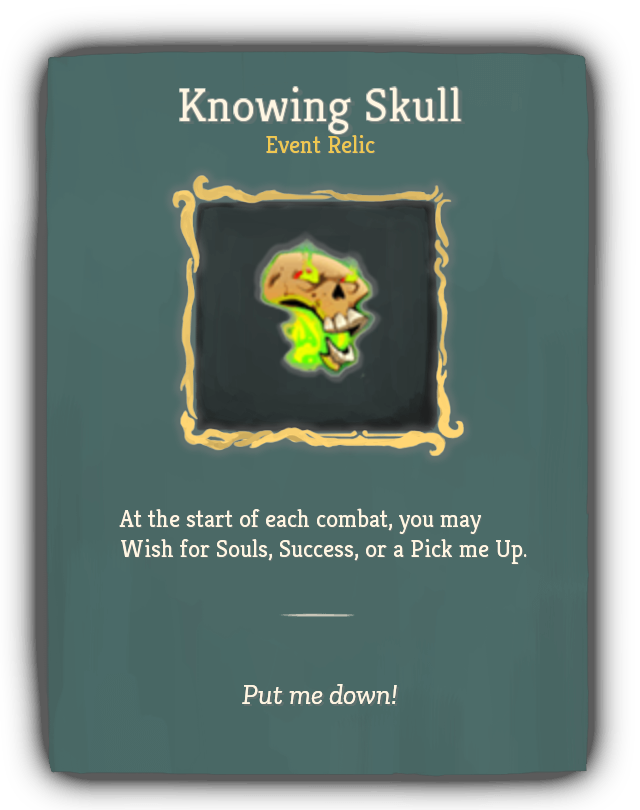 Knowing Skull
Event Relic
At the start of each combat, you may
Wish for Souls, Success, or a Pick me Up.
Put me down!